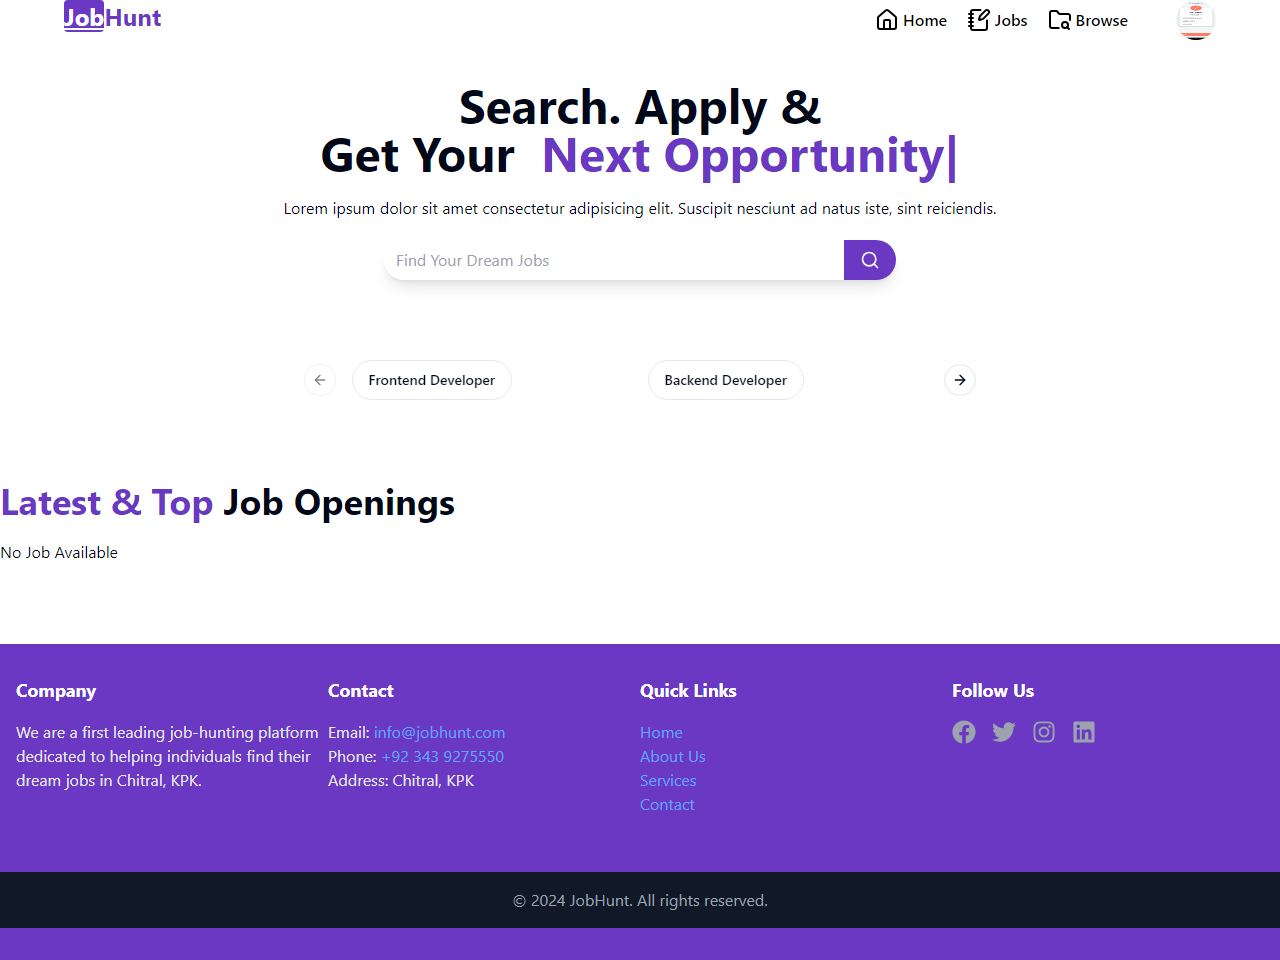 JobHunt
Home
Jobs
Browse
Search. Apply &
Get Your Next Opportunity|
Lorem ipsum dolor sit amet consectetur adipisicing elit. Suscipit nesciunt ad natus iste, sint reiciendis.
Find Your Dream Jobs
Frontend Developer
Backend Developer
Latest & Top Job Openings
No Job Available
Company
We are a first leading job-hunting platform
dedicated to helping individuals find their
dream jobs in Chitral, KPK.
Contact
Email: info@jobhunt.com
Phone: +92 343 9275550
Address: Chitral, KPK
Quick Links
Home
About Us
Services
Contact
Follow Us
© 2024 JobHunt. All rights reserved.